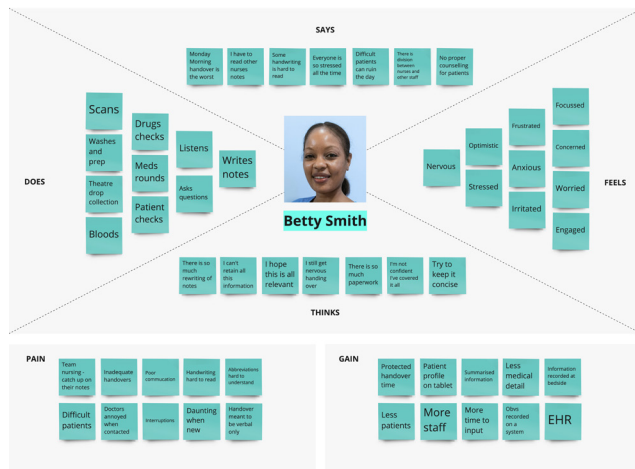 SAYS
Monday
Morning
handover is
the worst
I have to
read other
nurses
notes
Some
handwriting
is hard to
read
Everyone is
so stressed
all the time
Difficult
patients
can ruin
the day
There is
division
between
nurses and
other staff
No proper
counselling
for patients
DOES
Scans
Washes
and
prep
Theatre
drop
collection
Bloods
Drugs
checks
Meds
rounds
Patient
checks
Listens
Asks
questions
Writes
notes
Betty Smith
FEELS
Nervous
Optimistic
Stressed
Frustrated
Anxious
Irritated
Focussed
Concerned
Worried
Engaged
There is so
much
rewriting of
notes
I can't
retain all
this
information
I hope
this is all
relevant
I still get
nervous
handing
over
There is so
much
paperwork
I'm not
confident
I've covered
it all
Try to
keep it
concise
THINKS
PAIN
Team
nursing -
catch up on
their notes
Inadequate
handovers
Poor
commucation
Handwriting
hard to read
Abbreviations
hard to
understand
Difficult
patients
Doctors
annoyed
when
contacted
Interruptions
Daunting
when
new
Handover
meant to
be verbal
only
GAIN
Protected
handover
time
Patient
profile
on tablet
Summarised
information
Less
medical
detail
Information
recorded at
bedside
Less
patients
More
staff
More
time to
input
Obvs
recorded
on a
system
EHR